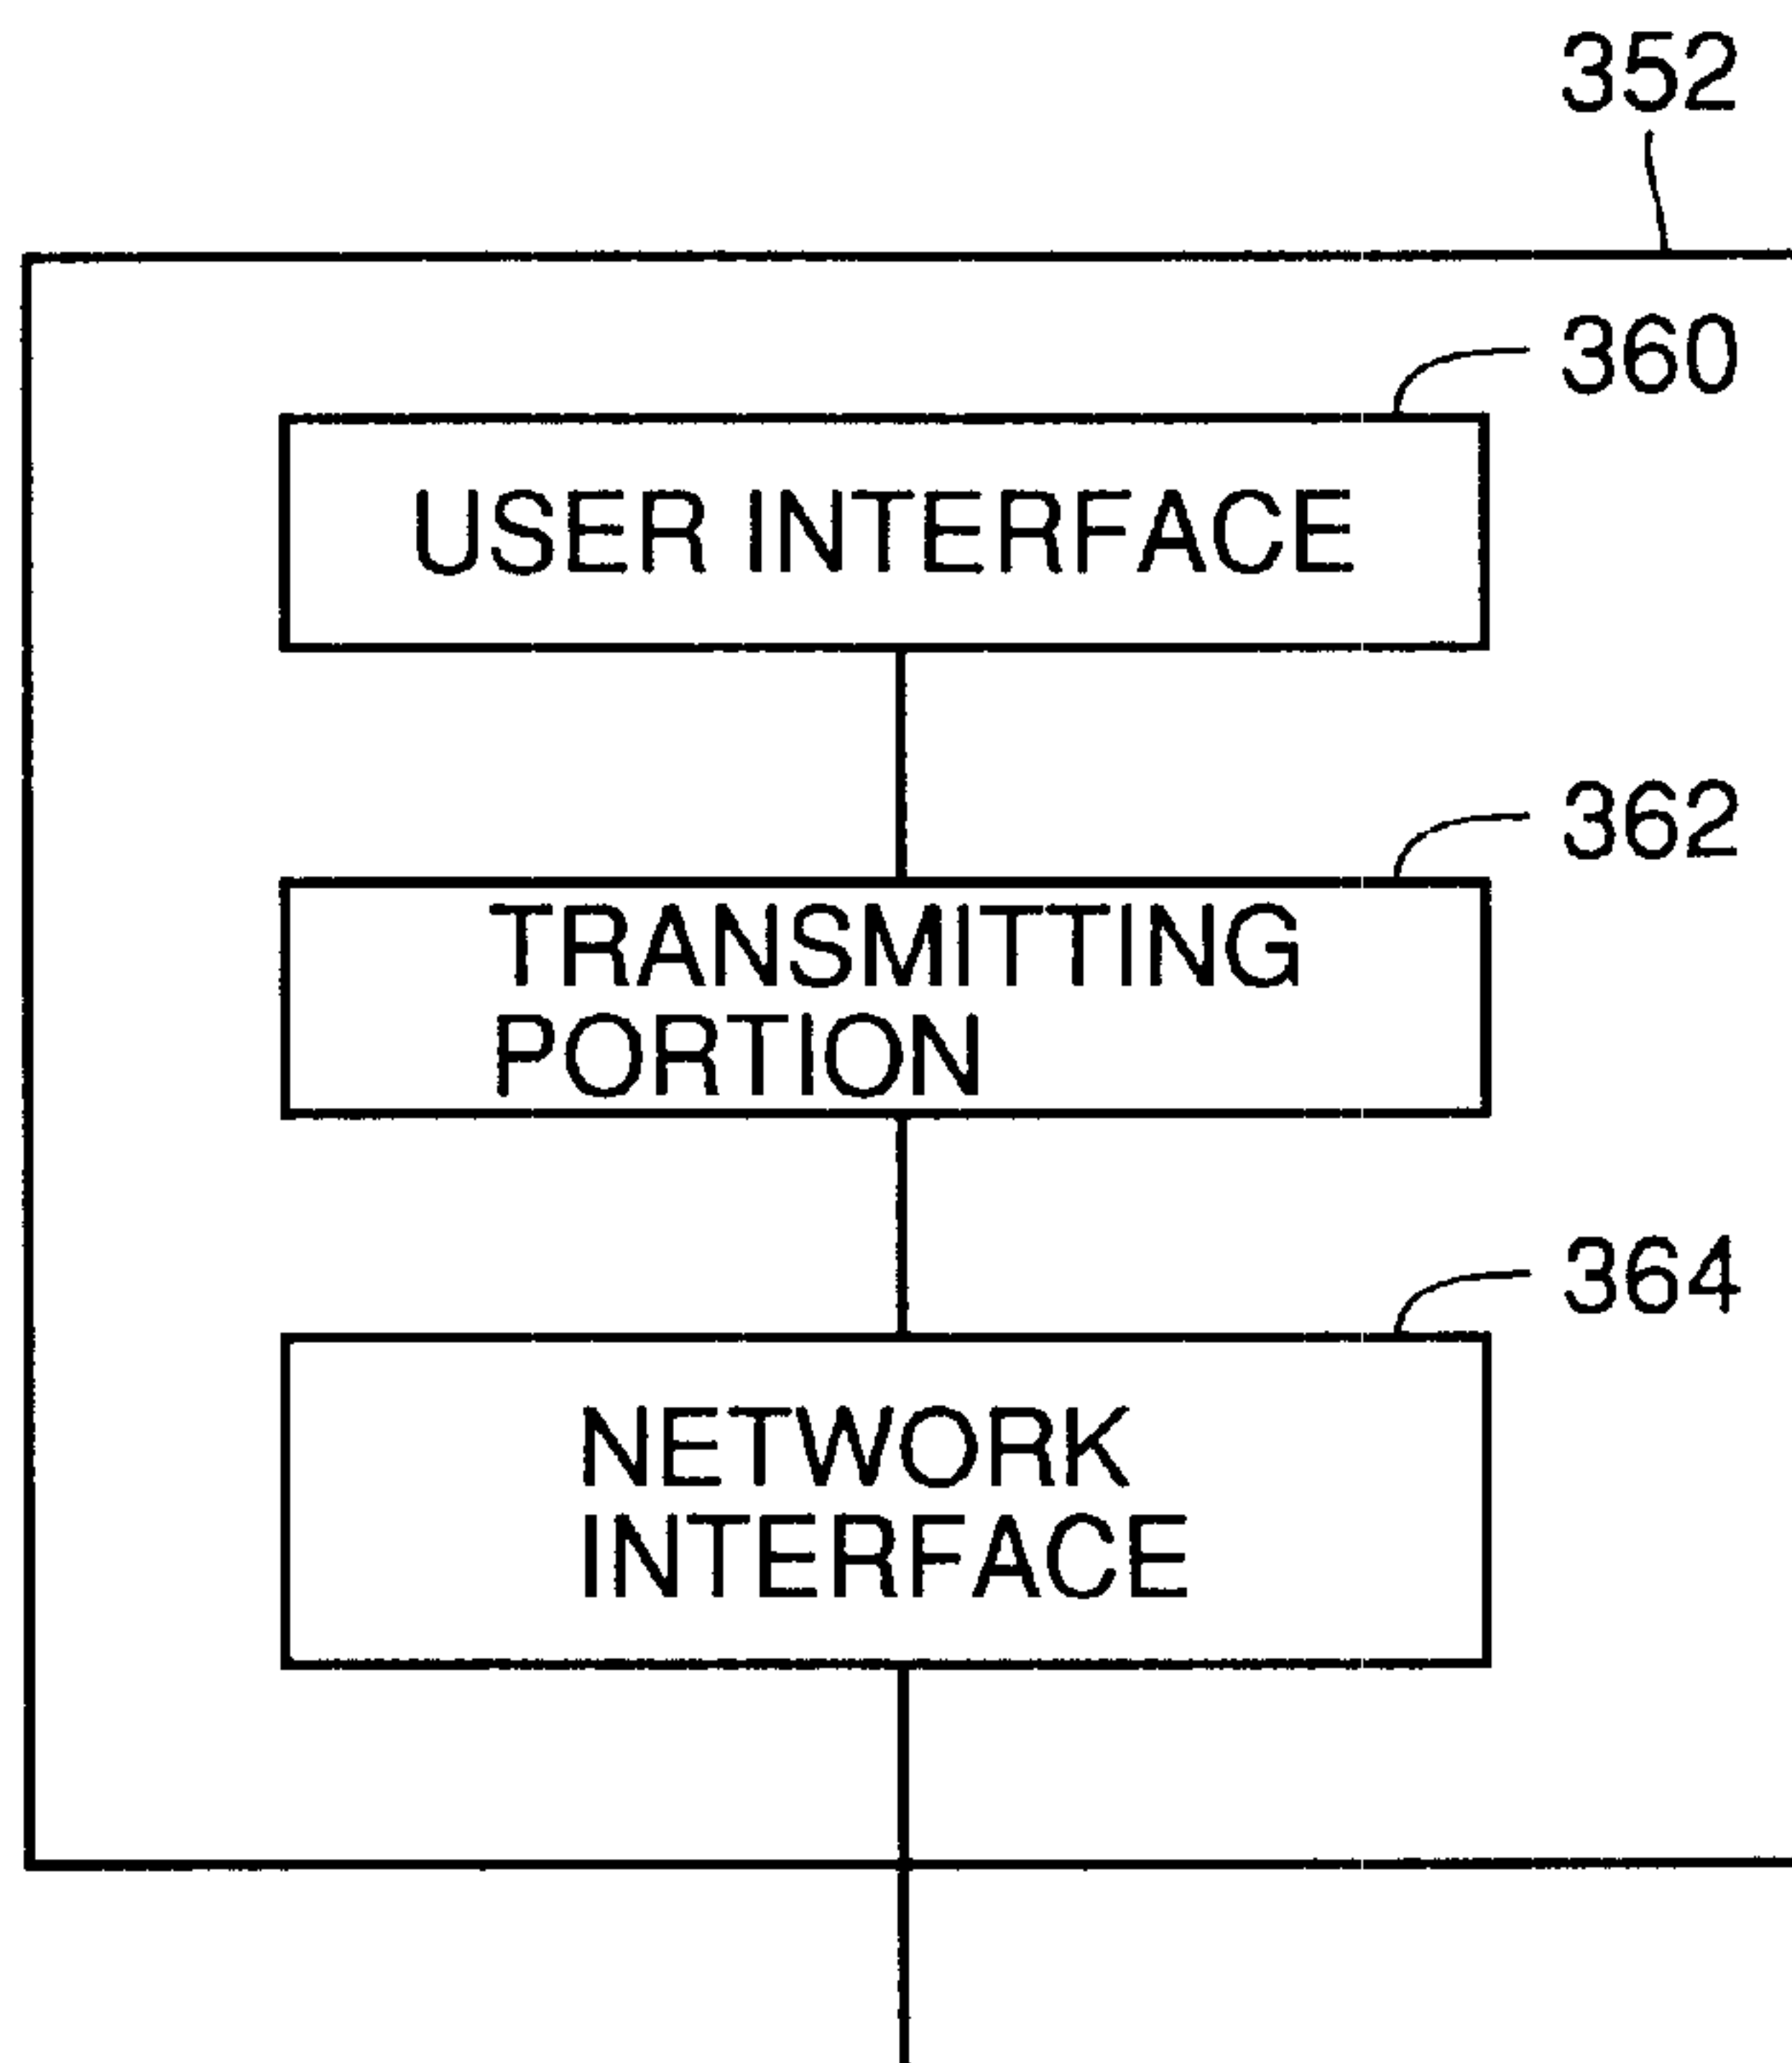 352
360
USER INTERFACE
362
TRANSMITTING
PORTION
364
NETWORK
INTERFACE